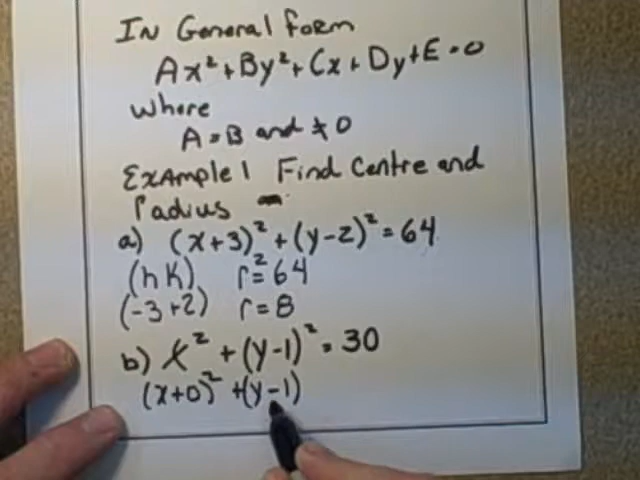 In General form
Ax² + By² + Cx + Dy + E = 0
where
A = B and ≠ 0
Example 1 Find Centre and
radius
a) (x+3)² + (y-2)² = 64
(h k) r² = 64
(-3 +2) r = 8
b) x² + (y-1)² = 30
(x+0)² + (y-1)